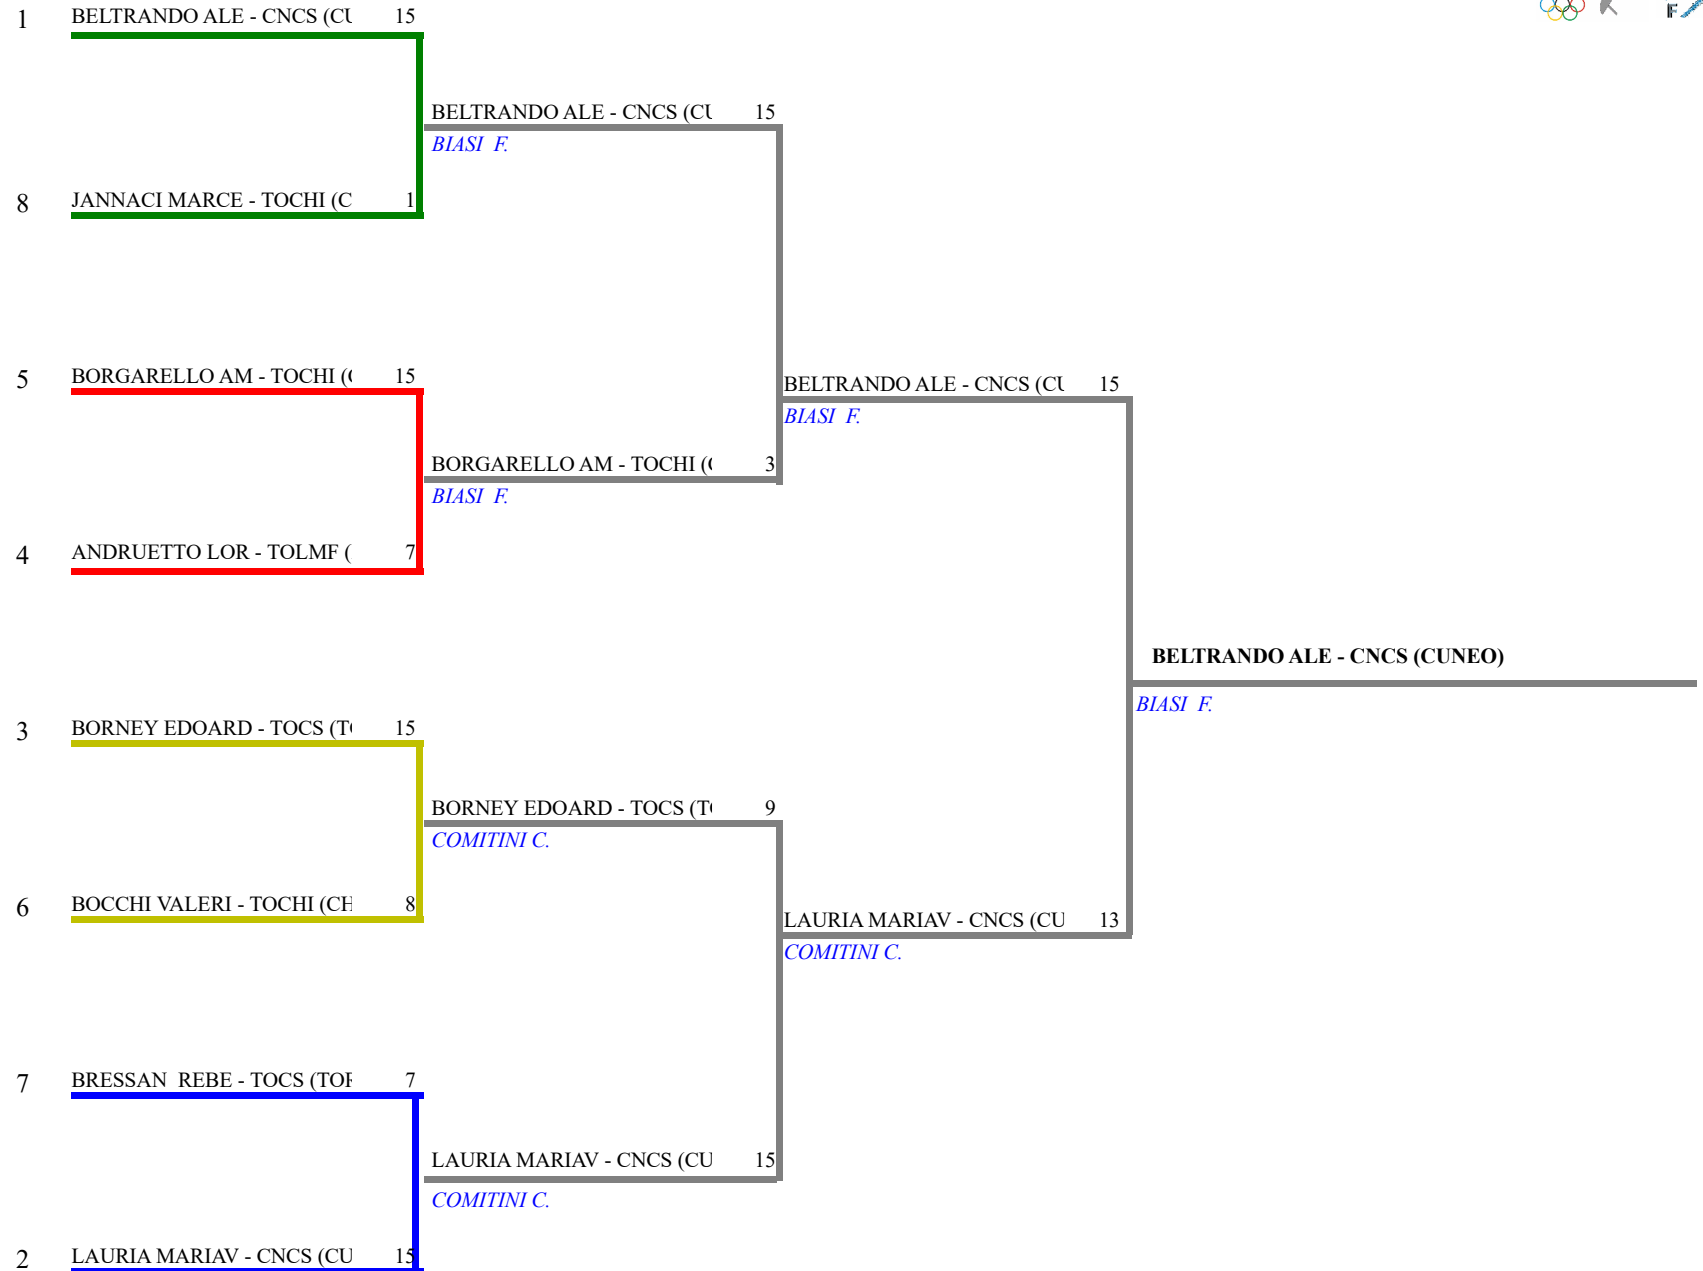 1 BELTRANDO ALE - CNCS (CU 15
BELTRANDO ALE - CNCS (CU 15
BIASI F.
8 JANNACI MARCE - TOCHI (C 1
5 BORGARELLO AM - TOCHI ( 15
BELTRANDO ALE - CNCS (CU 15
BIASI F.
BORGARELLO AM - TOCHI ( 3
BIASI F.
4 ANDRUETTO LOR - TOLMF ( 7
BELTRANDO ALE - CNCS (CUNEO)
BIASI F.
3 BORNEY EDOARD - TOCS (TO 15
BORNEY EDOARD - TOCS (TO 9
COMITINI C.
6 BOCCHI VALERI - TOCHI (CH 8
LAURIA MARIAV - CNCS (CU 13
COMITINI C.
7 BRESSAN REBE - TOCS (TOR 7
LAURIA MARIAV - CNCS (CU 15
COMITINI C.
2 LAURIA MARIAV - CNCS (CU 15